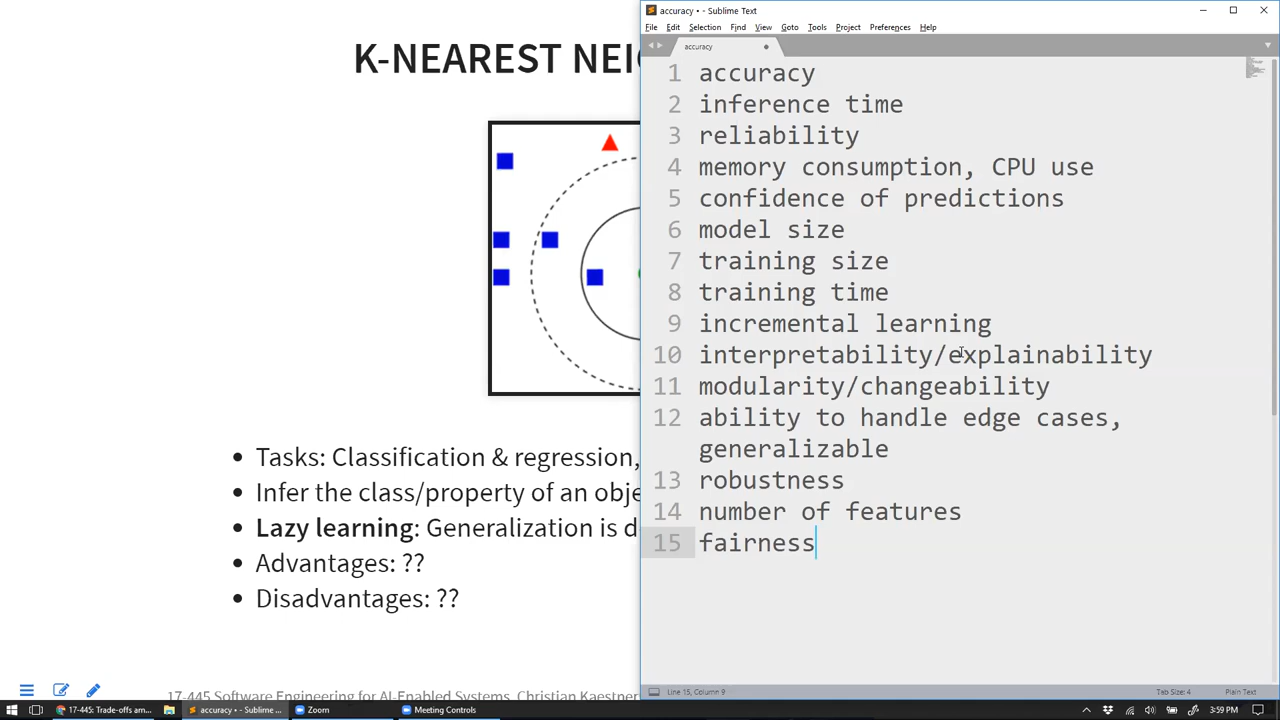 accuracy • - Sublime Text
File Edit Selection Find View Goto Tools Project Preferences Help
accuracy
K-NEAREST NEI
1 accuracy
2 inference time
3 reliability
4 memory consumption, CPU use
5 confidence of predictions
6 model size
7 training size
8 training time
9 incremental learning
10 interpretability/explainability
11 modularity/changeability
12 ability to handle edge cases,
generalizable
13 robustness
14 number of features
15 fairness
Tasks: Classification & regression,
Infer the class/property of an obje
Lazy learning: Generalization is d
Advantages: ??
Disadvantages: ??
17-445 Software Engineering for AI-Enabled Systems, Christian Kaestne
Line 15, Column 9
Tab Size: 4
Plain Text
17-445: Trade-offs am...
accuracy • - Sublime ...
Zoom
Meeting Controls
3:59 PM